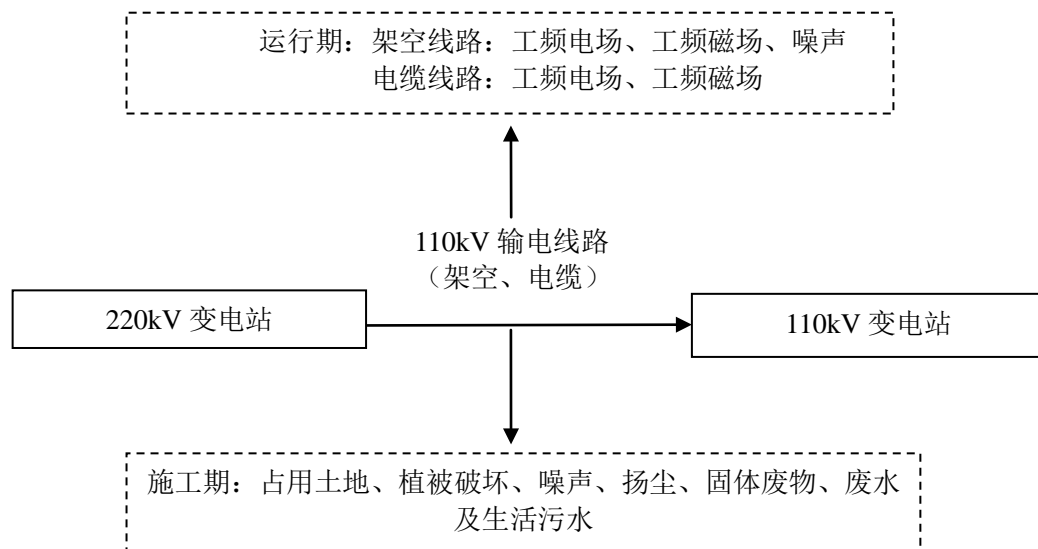 运行期：架空线路：工频电场、工频磁场、噪声
电缆线路：工频电场、工频磁场
110kV 输电线路
（架空、电缆）
220kV 变电站
110kV 变电站
施工期：占用土地、植被破坏、噪声、扬尘、固体废物、废水
及生活污水